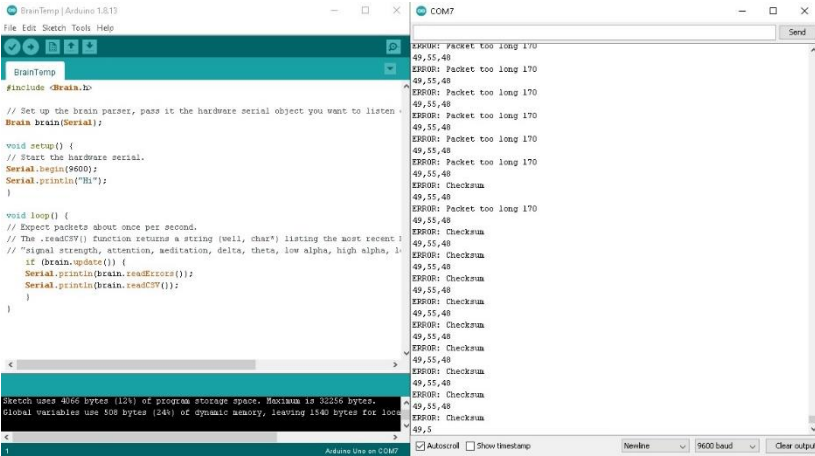 BrainTemp | Arduino 1.8.13
File Edit Sketch Tools Help
BrainTemp
#include <Brain.h>
// Set up the brain parser, pass it the hardware serial object you want to listen
Brain brain(Serial);
void setup() {
// Start the hardware serial.
Serial.begin(9600);
Serial.println("Hi");
}
void loop() {
// Expect packets about once per second.
// The .readCSV() function returns a string (well, char*) listing the most recent
// "signal strength, attention, meditation, delta, theta, low alpha, high alpha,
if (brain.update()) {
Serial.println(brain.readErrors());
Serial.println(brain.readCSV());
}
}
Sketch uses 4066 bytes (12%) of program storage space. Maximum is 32256 bytes.
Global variables use 508 bytes (24%) of dynamic memory, leaving 1540 bytes for loca
1
Arduino Uno on COM7
COM7
Send
ERROR: Packet too long 170
49,55,48
ERROR: Packet too long 170
49,55,48
ERROR: Packet too long 170
49,55,48
ERROR: Packet too long 170
49,55,48
ERROR: Packet too long 170
49,55,48
ERROR: Packet too long 170
49,55,48
ERROR: Checksum
49,55,48
ERROR: Packet too long 170
49,55,48
ERROR: Checksum
49,55,48
ERROR: Checksum
49,55,48
ERROR: Checksum
49,55,48
ERROR: Checksum
49,55,48
ERROR: Checksum
49,55,48
ERROR: Checksum
49,55,48
ERROR: Checksum
49,55,48
ERROR: Checksum
49,55,48
ERROR: Checksum
49,5
Autoscroll Show timestamp
Newline
9600 baud
Clear output